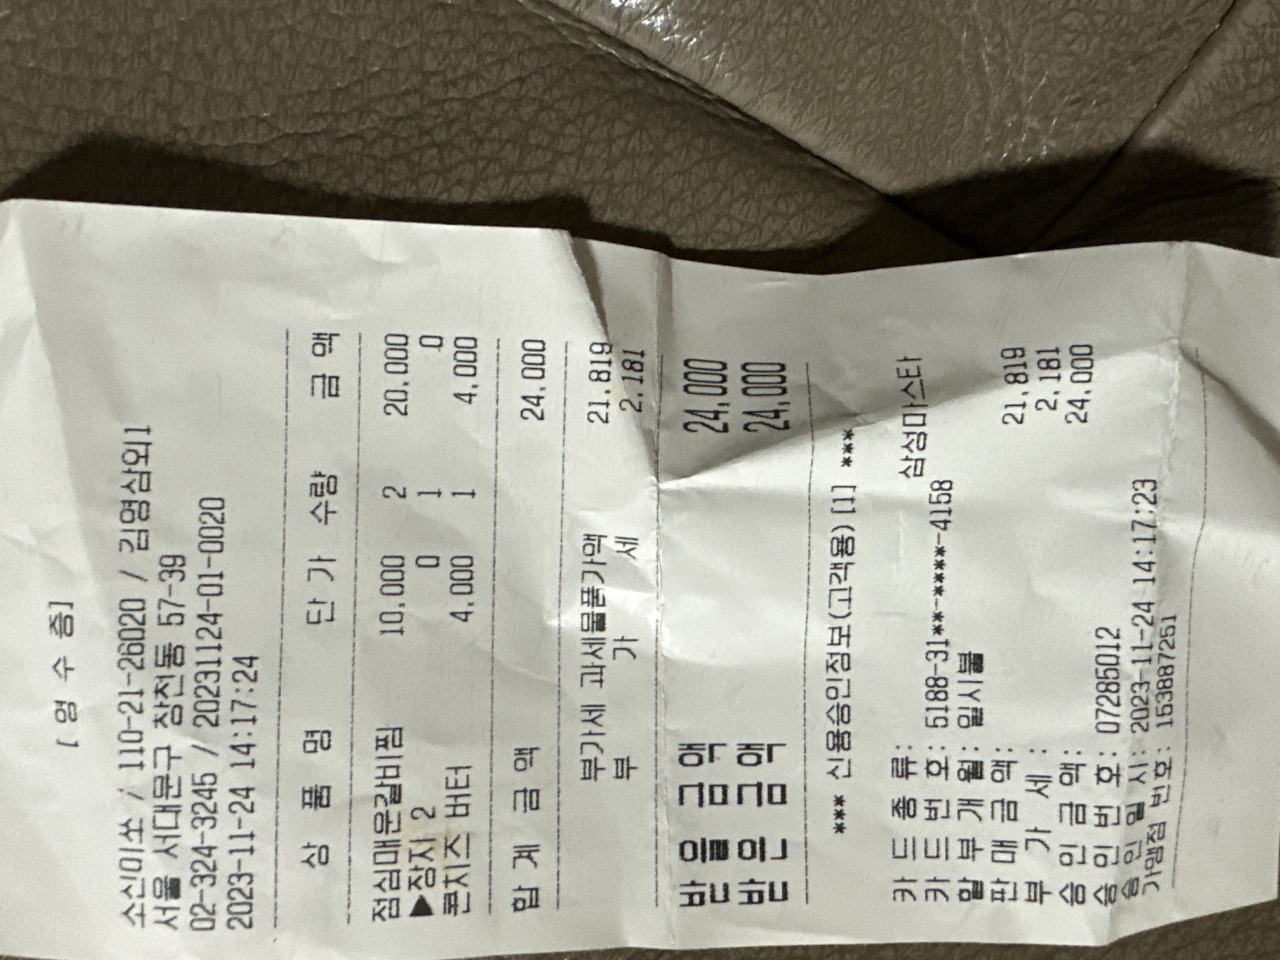 [ 영 수 증 ]
소신이쏘 / 110-21-26020 / 김영삼외1
서울 서대문구 창천동 57-39
02-324-3245 / 20231124-01-0020
2023-11-24 14:17:24
상 품 명 단 가 수량 금 액
점심매운갈비찜 10,000 2 20,000
▶장지 2 0 1 0
콘치즈 버터 4,000 1 4,000
합 계 금 액 24,000
부가세 과세물품가액 21,819
부 가 세 2,181
받을금액 24,000
받은금액 24,000
*** 신용승인정보(고객용) [1] ***
카 드 종 류 : 삼성마스타
카 드 번 호 : 5188-31**-****-4158
할 부 개 월 : 일시불
판 매 금 액 : 21,819
부 가 세 : 2,181
승 인 금 액 : 24,000
승 인 번 호 : 07285012
승 인 일 시 : 2023-11-24 14:17:23
가맹점 번호 : 153887251